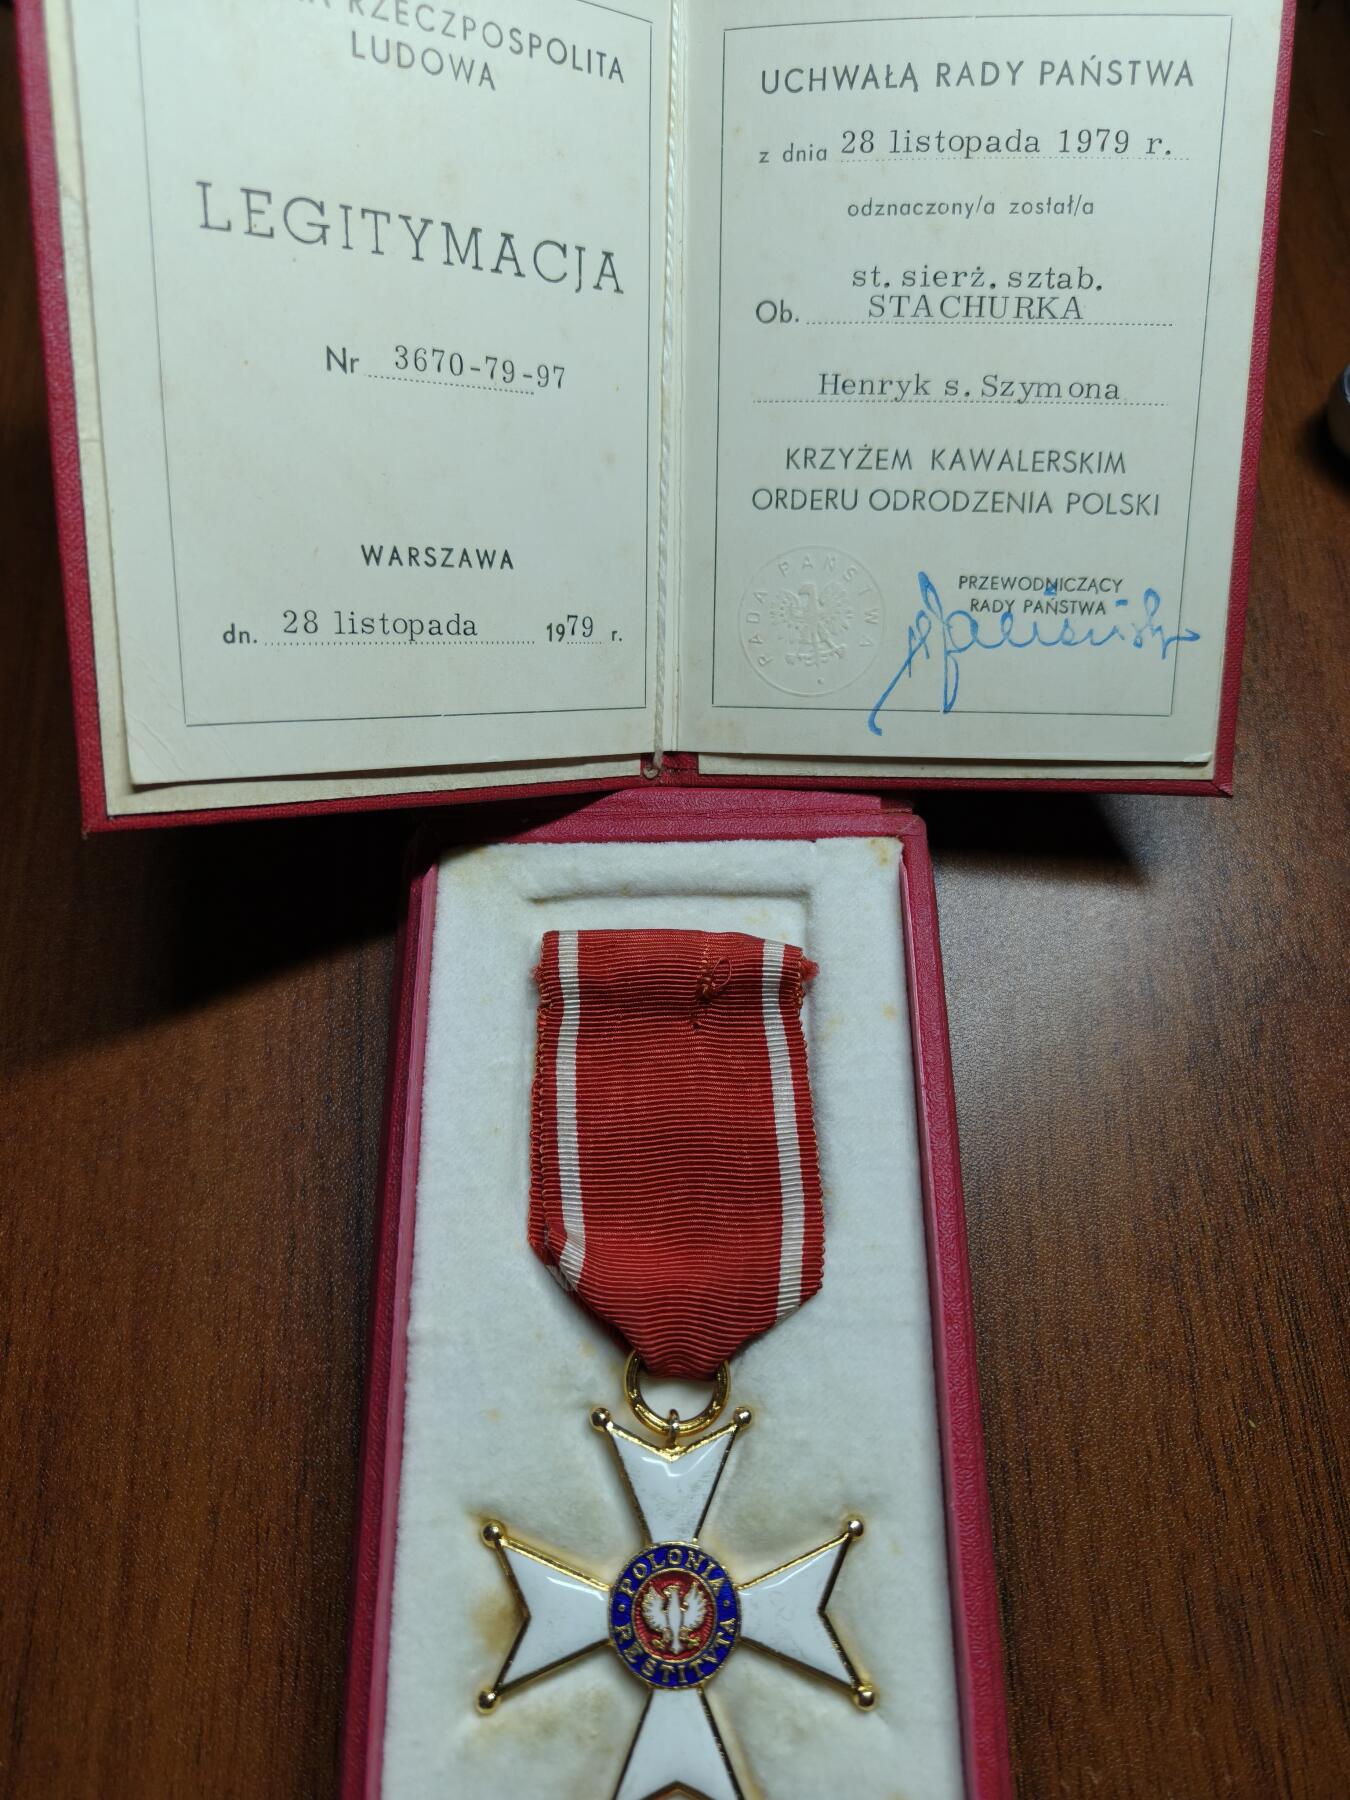 RZECZPOSPOLITA
LUDOWA
LEGITYMACJA
Nr 3670-79-97
WARSZAWA
dn. 28 listopada 1979 r.
UCHWAŁĄ RADY PAŃSTWA
z dnia 28 listopada 1979 r.
odznaczony/a został/a
st. sierż. sztab.
Ob. STACHURKA
Henryk s. Szymona
KRZYŻEM KAWALERSKIM
ORDERU ODRODZENIA POLSKI
PRZEWODNICZĄCY
RADY PAŃSTWA
RADA PAŃSTWA
POLONIA
RESTITVTA